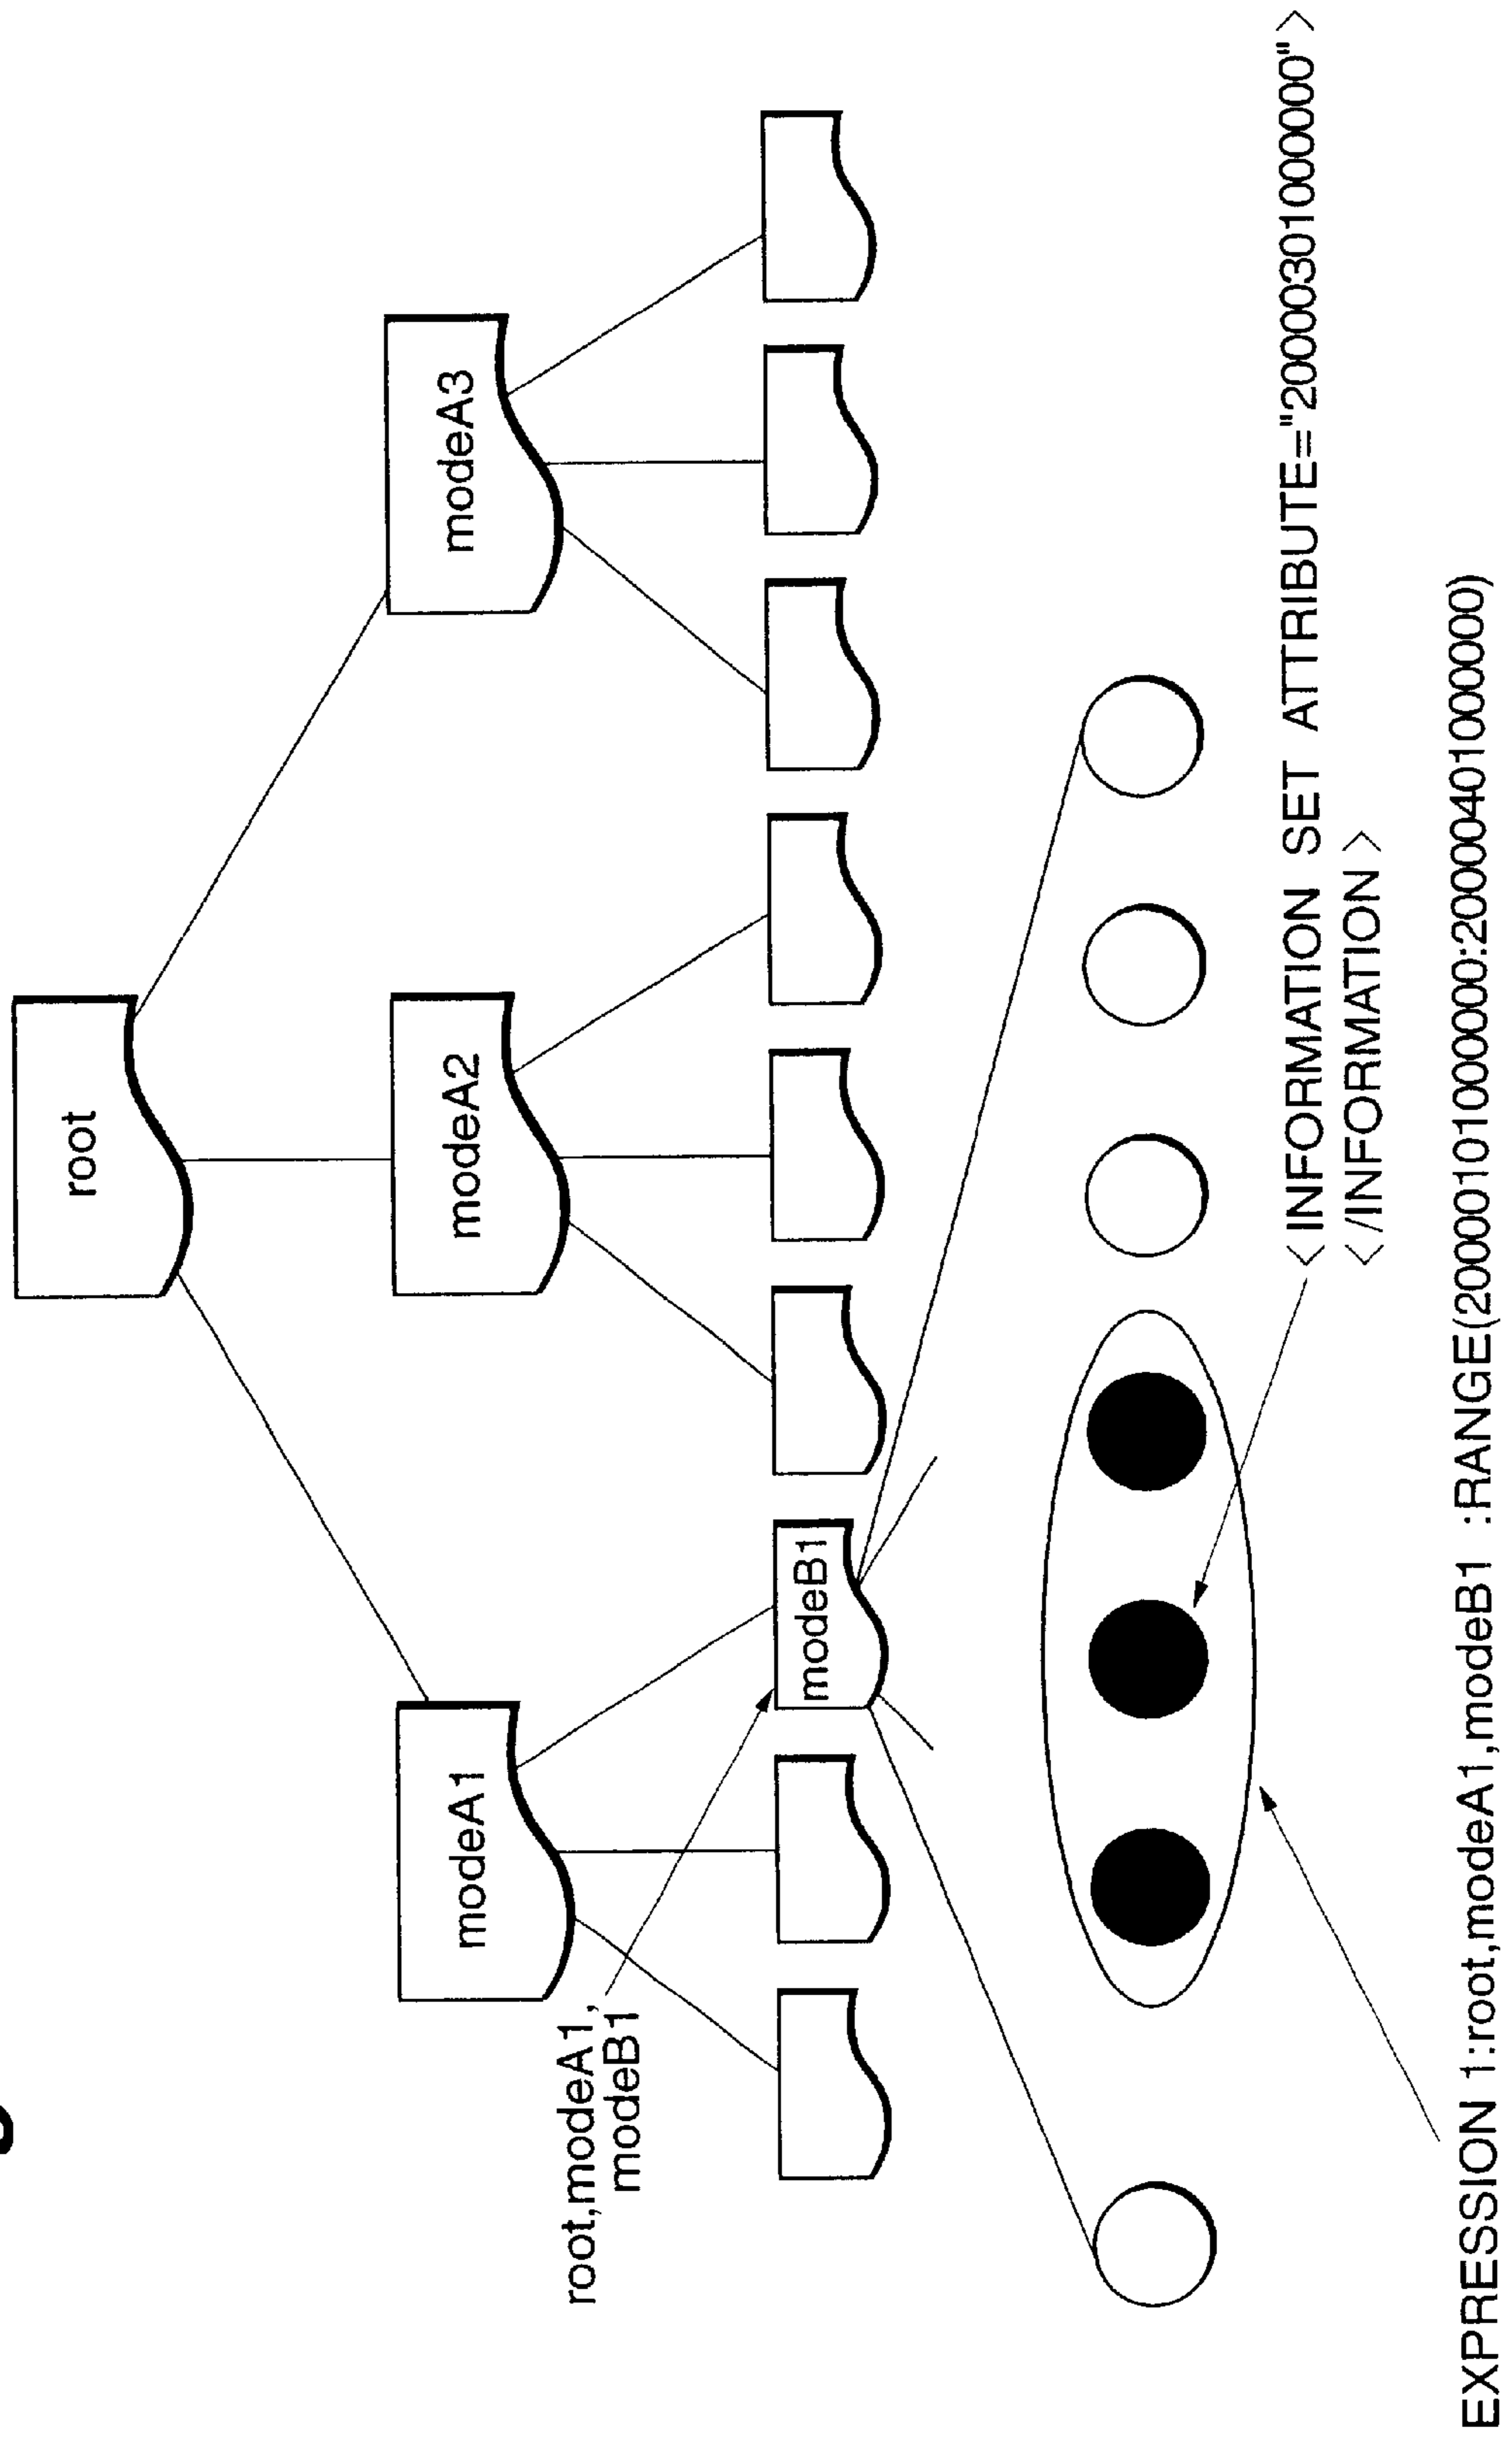 root
modeA1
modeA2
modeA3
root,modeA1,
modeB1
modeB1
<INFORMATION SET ATTRIBUTE="20000301000000">
</INFORMATION>
EXPRESSION 1:root,modeA1,modeB1 :RANGE(20000101000000:20000401000000)